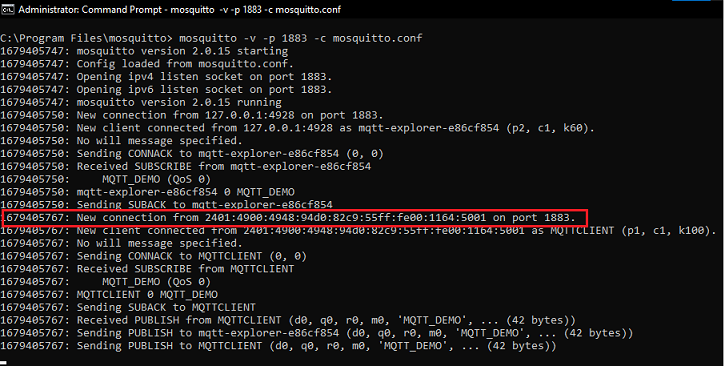 Administrator: Command Prompt - mosquitto -v -p 1883 -c mosquitto.conf
C:\Program Files\mosquitto> mosquitto -v -p 1883 -c mosquitto.conf
1679405747: mosquitto version 2.0.15 starting
1679405747: Config loaded from mosquitto.conf.
1679405747: Opening ipv4 listen socket on port 1883.
1679405747: Opening ipv6 listen socket on port 1883.
1679405747: mosquitto version 2.0.15 running
1679405750: New connection from 127.0.0.1:4928 on port 1883.
1679405750: New client connected from 127.0.0.1:4928 as mqtt-explorer-e86cf854 (p2, c1, k60).
1679405750: No will message specified.
1679405750: Sending CONNACK to mqtt-explorer-e86cf854 (0, 0)
1679405750: Received SUBSCRIBE from mqtt-explorer-e86cf854
1679405750:     MQTT_DEMO (QoS 0)
1679405750: mqtt-explorer-e86cf854 0 MQTT_DEMO
1679405750: Sending SUBACK to mqtt-explorer-e86cf854
1679405767: New connection from 2401:4900:4948:94d0:82c9:55ff:fe00:1164:5001 on port 1883.
1679405767: New client connected from 2401:4900:4948:94d0:82c9:55ff:fe00:1164:5001 as MQTTCLIENT (p1, c1, k100).
1679405767: No will message specified.
1679405767: Sending CONNACK to MQTTCLIENT (0, 0)
1679405767: Received SUBSCRIBE from MQTTCLIENT
1679405767:     MQTT_DEMO (QoS 0)
1679405767: MQTTCLIENT 0 MQTT_DEMO
1679405767: Sending SUBACK to MQTTCLIENT
1679405767: Received PUBLISH from MQTTCLIENT (d0, q0, r0, m0, 'MQTT_DEMO', ... (42 bytes))
1679405767: Sending PUBLISH to mqtt-explorer-e86cf854 (d0, q0, r0, m0, 'MQTT_DEMO', ... (42 bytes))
1679405767: Sending PUBLISH to MQTTCLIENT (d0, q0, r0, m0, 'MQTT_DEMO', ... (42 bytes))